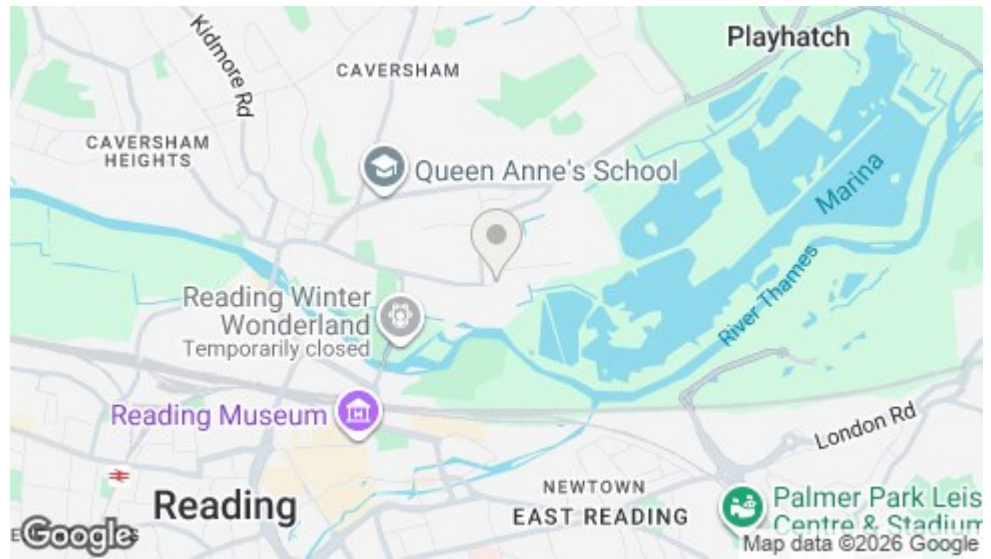 Playhatch
Kidmore Rd
CAVERSHAM
CAVERSHAM
HEIGHTS
Queen Anne's School
Marina
River Thames
Reading Winter
Wonderland
Temporarily closed
Reading Museum
London Rd
NEWTOWN
Reading
EAST READING
Palmer Park Leis
Centre & Stadium
Google
Map data ©2026 Google